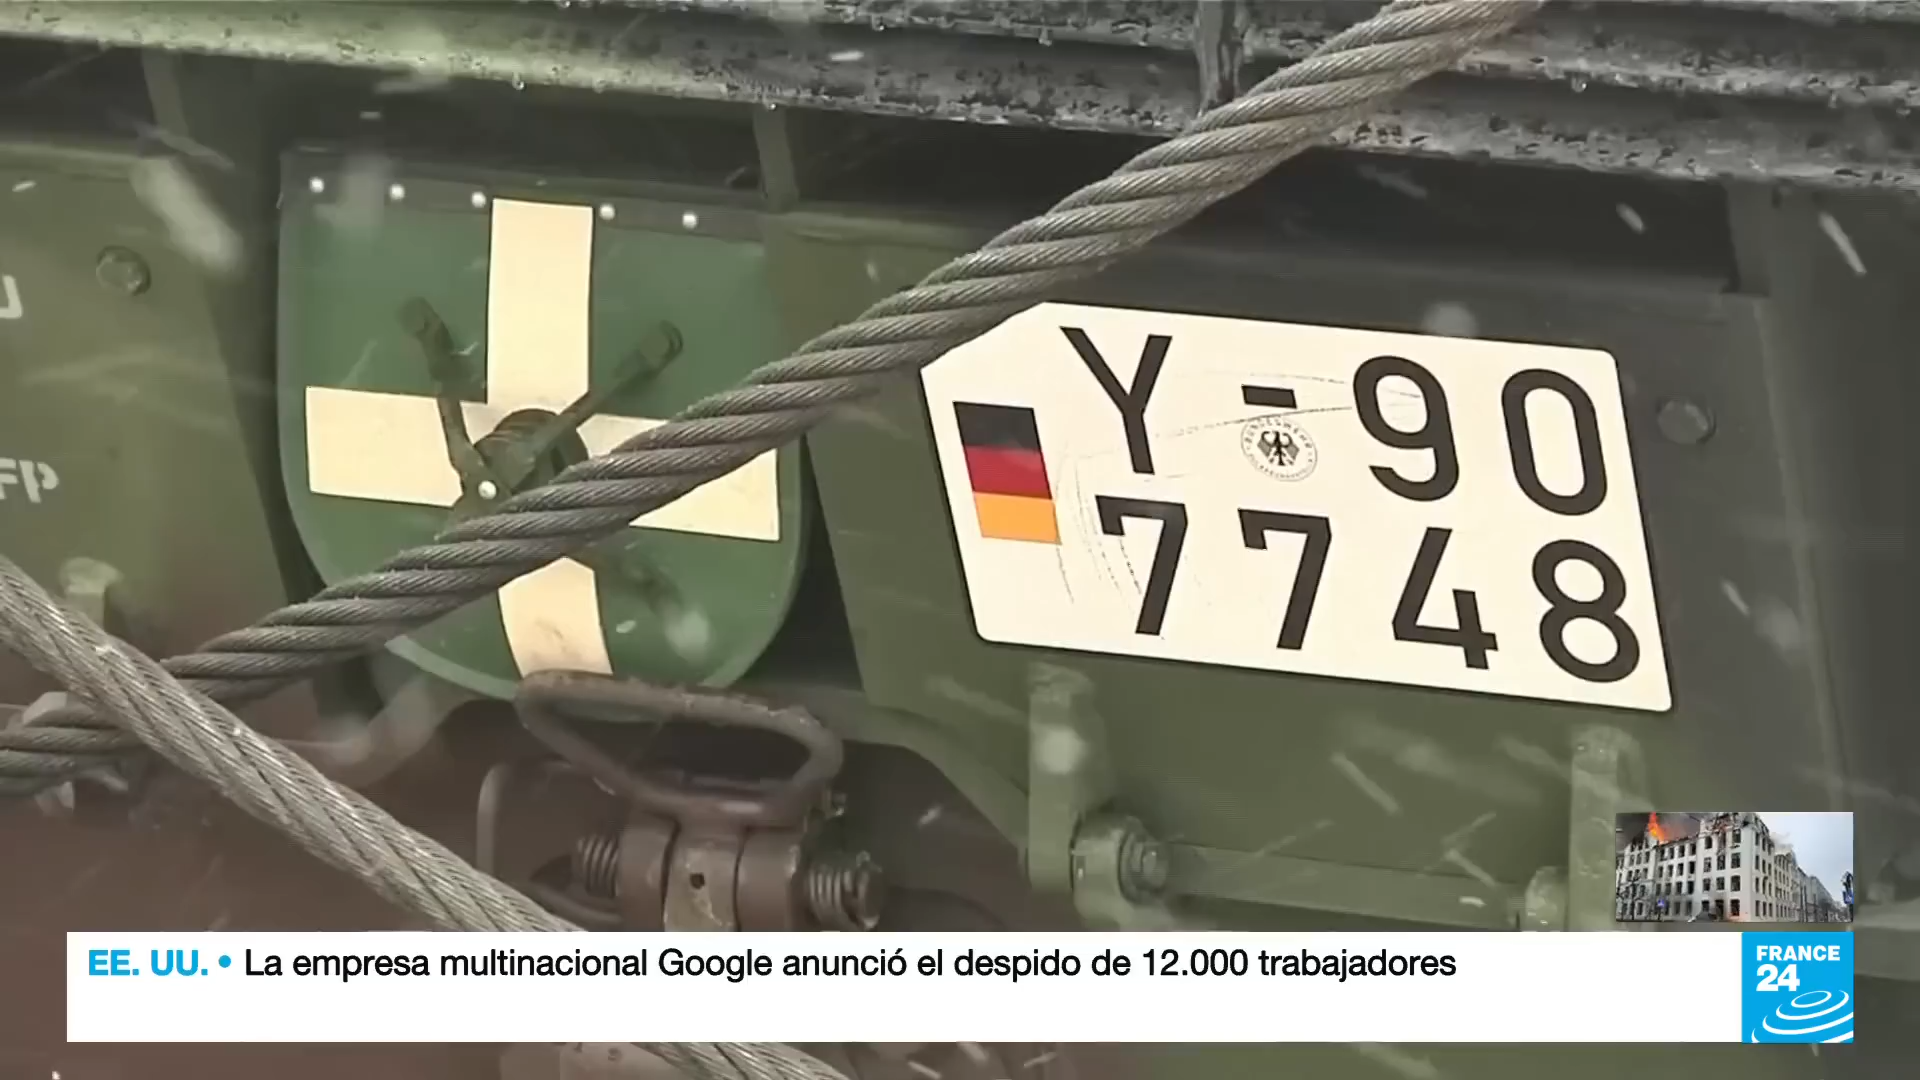 Y-90
7748
FP
EE. UU. • La empresa multinacional Google anunció el despido de 12.000 trabajadores
FRANCE
24